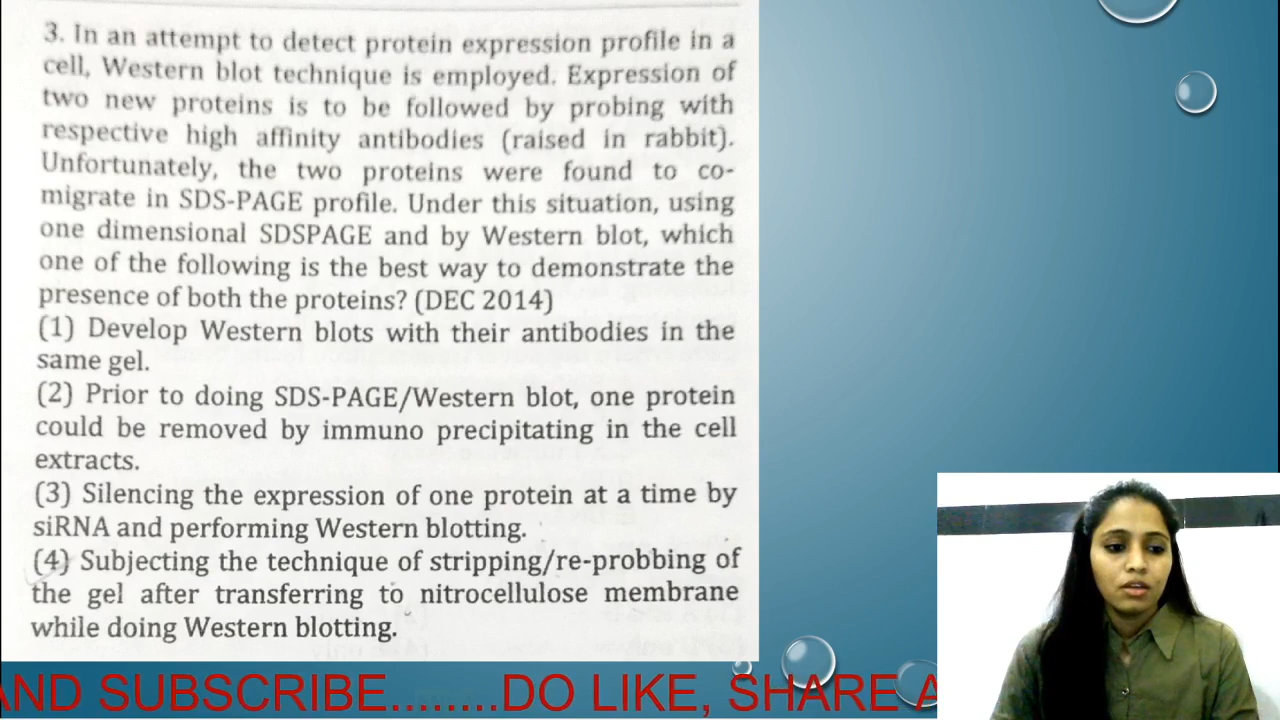 3. In an attempt to detect protein expression profile in a
cell, Western blot technique is employed. Expression of
two new proteins is to be followed by probing with
respective high affinity antibodies (raised in rabbit).
Unfortunately, the two proteins were found to co-
migrate in SDS-PAGE profile. Under this situation, using
one dimensional SDSPAGE and by Western blot, which
one of the following is the best way to demonstrate the
presence of both the proteins? (DEC 2014)
(1) Develop Western blots with their antibodies in the
same gel.
(2) Prior to doing SDS-PAGE/Western blot, one protein
could be removed by immuno precipitating in the cell
extracts.
(3) Silencing the expression of one protein at a time by
siRNA and performing Western blotting.
(4) Subjecting the technique of stripping/re-probbing of
the gel after transferring to nitrocellulose membrane
while doing Western blotting.
AND SUBSCRIBE........DO LIKE, SHARE A